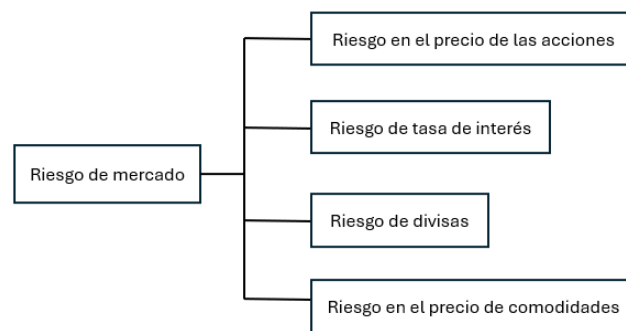 Riesgo en el precio de las acciones
Riesgo de tasa de interés
Riesgo de mercado
Riesgo de divisas
Riesgo en el precio de comodidades